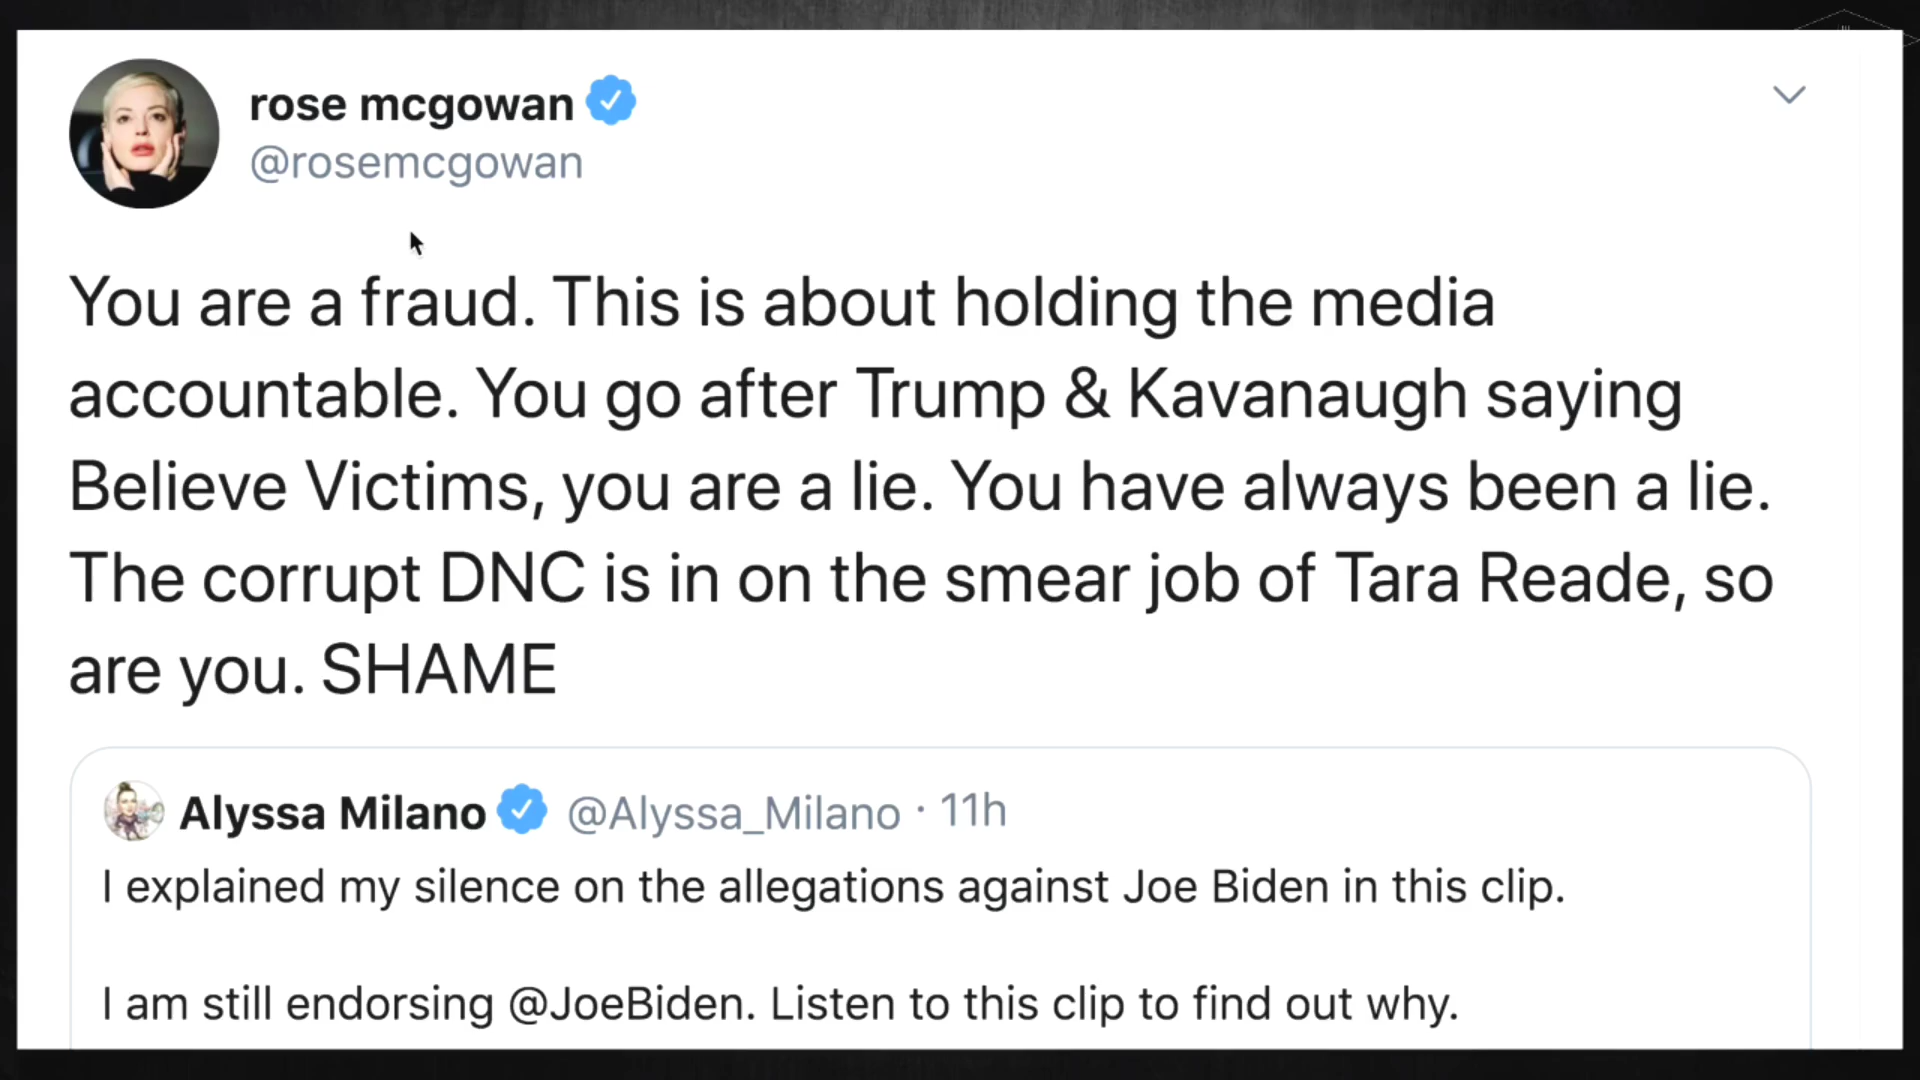 rose mcgowan
@rosemcgowan
You are a fraud. This is about holding the media
accountable. You go after Trump & Kavanaugh saying
Believe Victims, you are a lie. You have always been a lie.
The corrupt DNC is in on the smear job of Tara Reade, so
are you. SHAME
Alyssa Milano @Alyssa_Milano · 11h
I explained my silence on the allegations against Joe Biden in this clip.
I am still endorsing @JoeBiden. Listen to this clip to find out why.